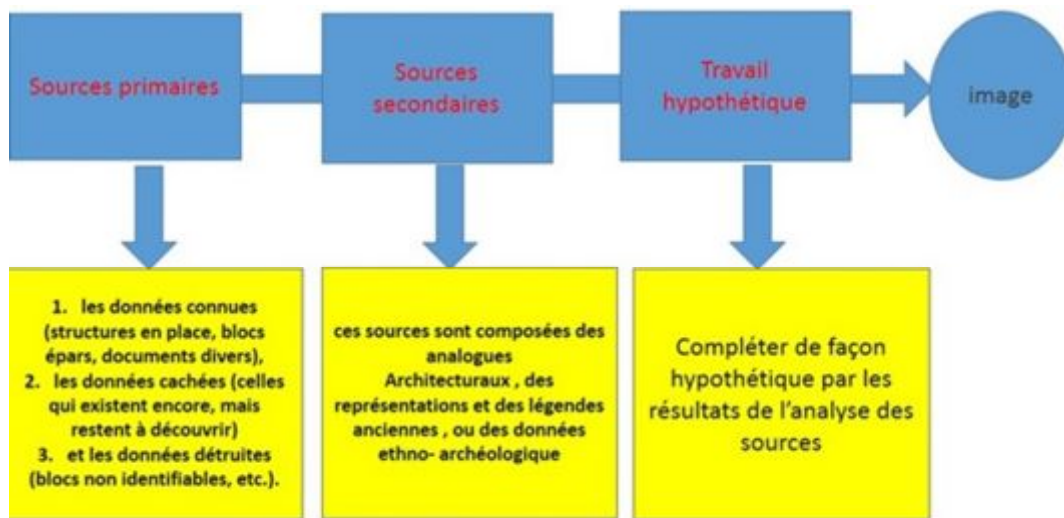 Sources primaires
Sources
secondaires
Travail
hypothétique
image
1. les données connues
(structures en place, blocs
épars, documents divers),
2. les données cachées (celles
qui existent encore, mais
restent à découvrir)
3. et les données détruites
(blocs non identifiables, etc.).
ces sources sont composées des
analogues
Architecturaux , des
représentations et des légendes
anciennes , ou des données
ethno- archéologique
Compléter de façon
hypothétique par les
résultats de l’analyse des
sources